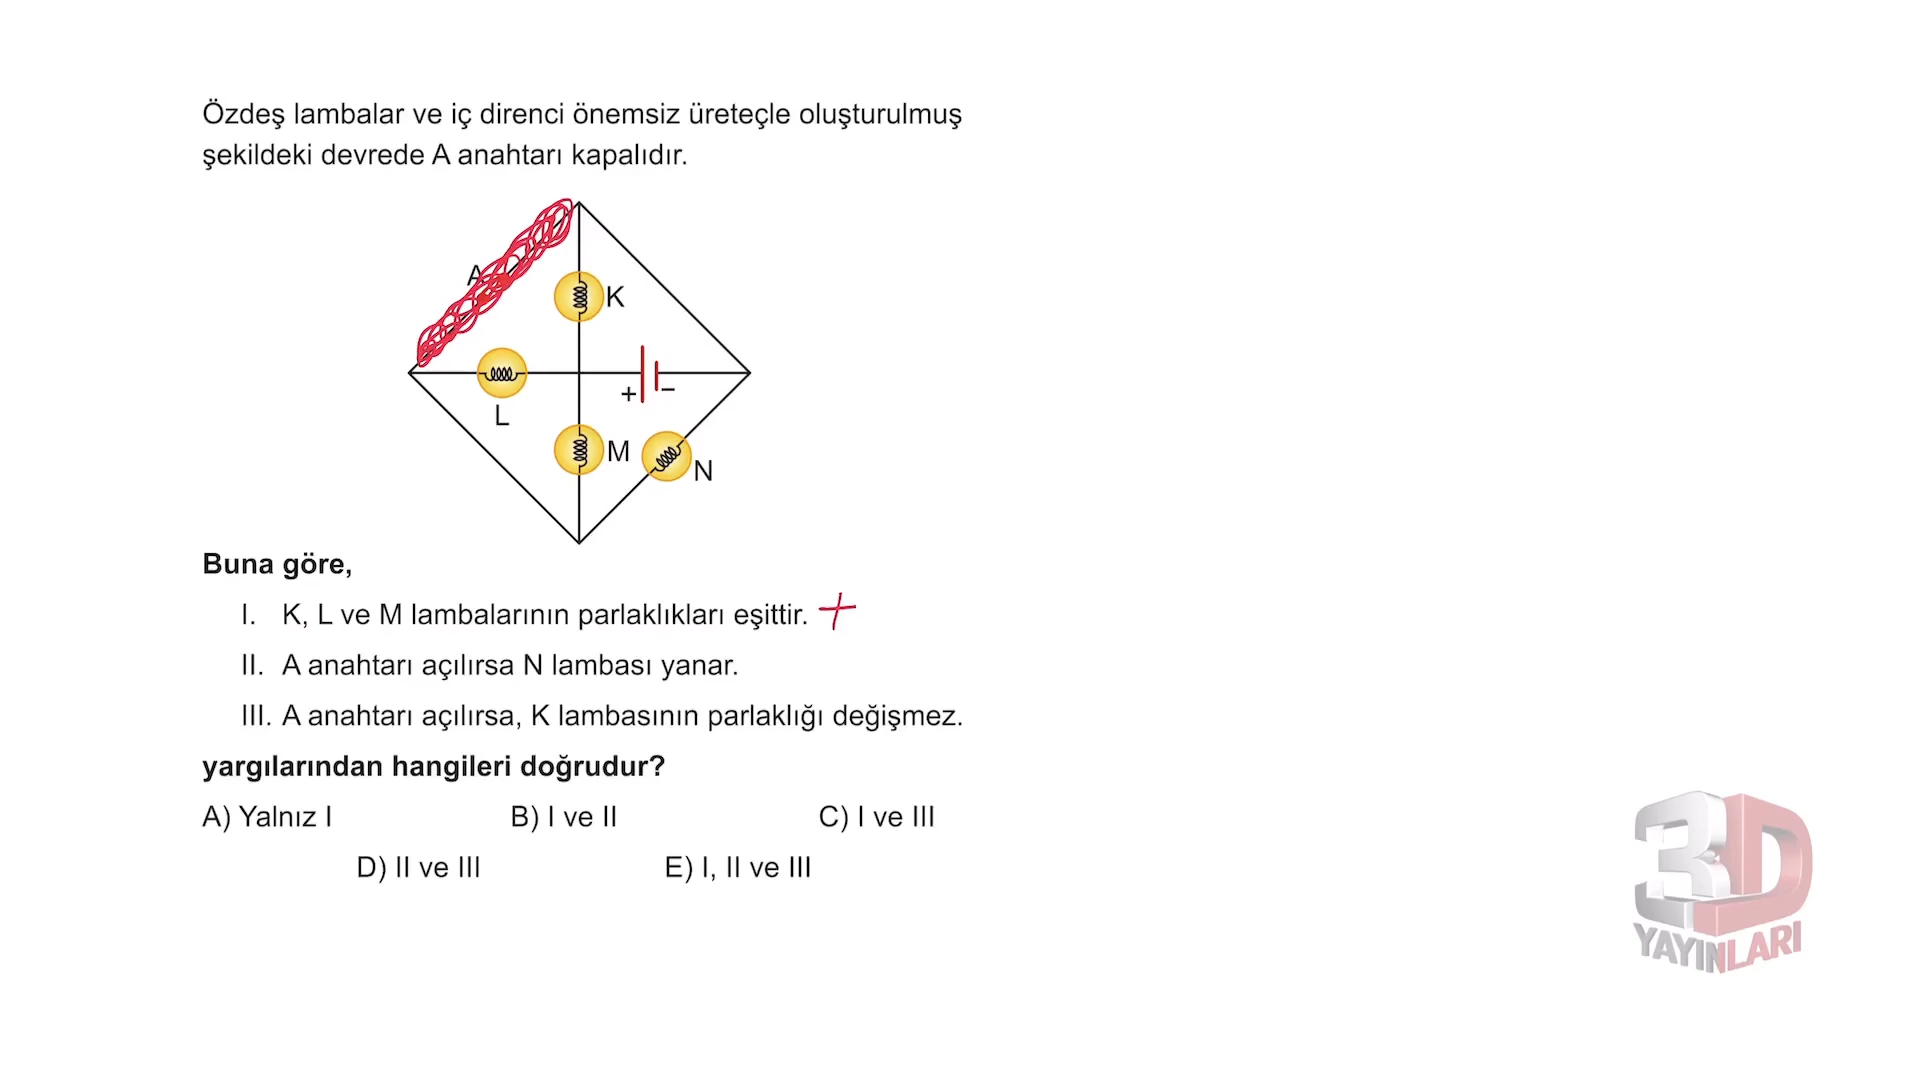 Özdeş lambalar ve iç direnci önemsiz üreteçle oluşturulmuş
şekildeki devrede A anahtarı kapalıdır.
A
K
L
+
–
M
N
Buna göre,
I. K, L ve M lambalarının parlaklıkları eşittir. +
II. A anahtarı açılırsa N lambası yanar.
III. A anahtarı açılırsa, K lambasının parlaklığı değişmez.
yargılarından hangileri doğrudur?
A) Yalnız I B) I ve II C) I ve III
D) II ve III E) I, II ve III
3D
YAYINLARI